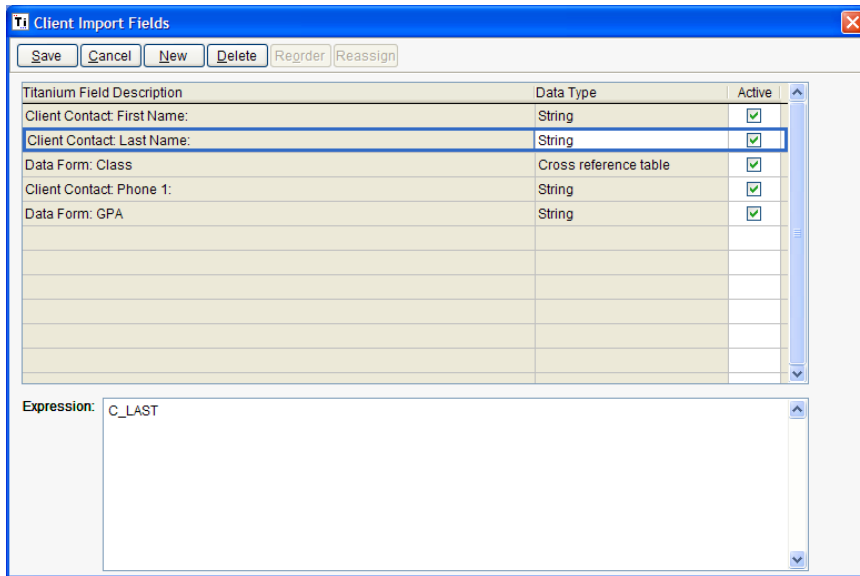 Ti Client Import Fields
Save Cancel New Delete Reorder Reassign
Titanium Field Description Data Type Active
Client Contact: First Name: String
Client Contact: Last Name: String
Data Form: Class Cross reference table
Client Contact: Phone 1: String
Data Form: GPA String
Expression: C_LAST